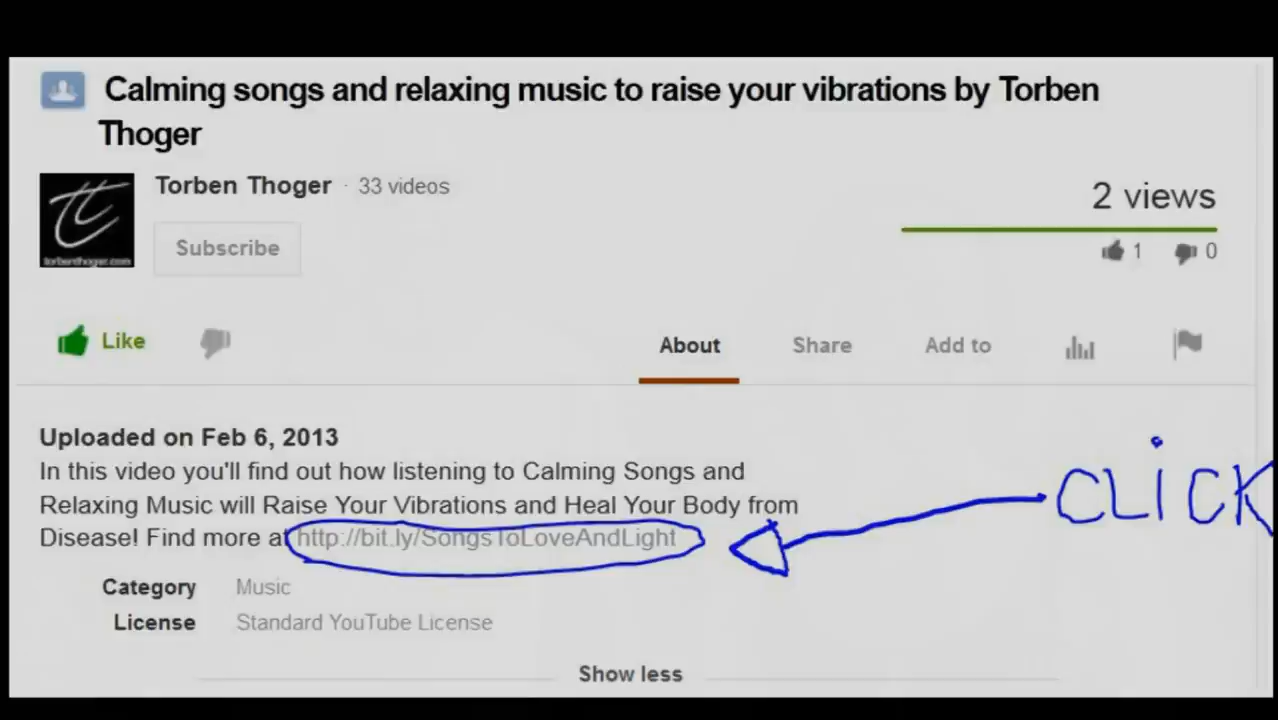 Calming songs and relaxing music to raise your vibrations by Torben
Thoger
Torben Thoger · 33 videos
torbenthoger.com
Subscribe
2 views
1 0
Like
About Share Add to
Uploaded on Feb 6, 2013
In this video you'll find out how listening to Calming Songs and
Relaxing Music will Raise Your Vibrations and Heal Your Body from
Disease! Find more at http://bit.ly/SongsToLoveAndLight
CLiCK
Category Music
License Standard YouTube License
Show less